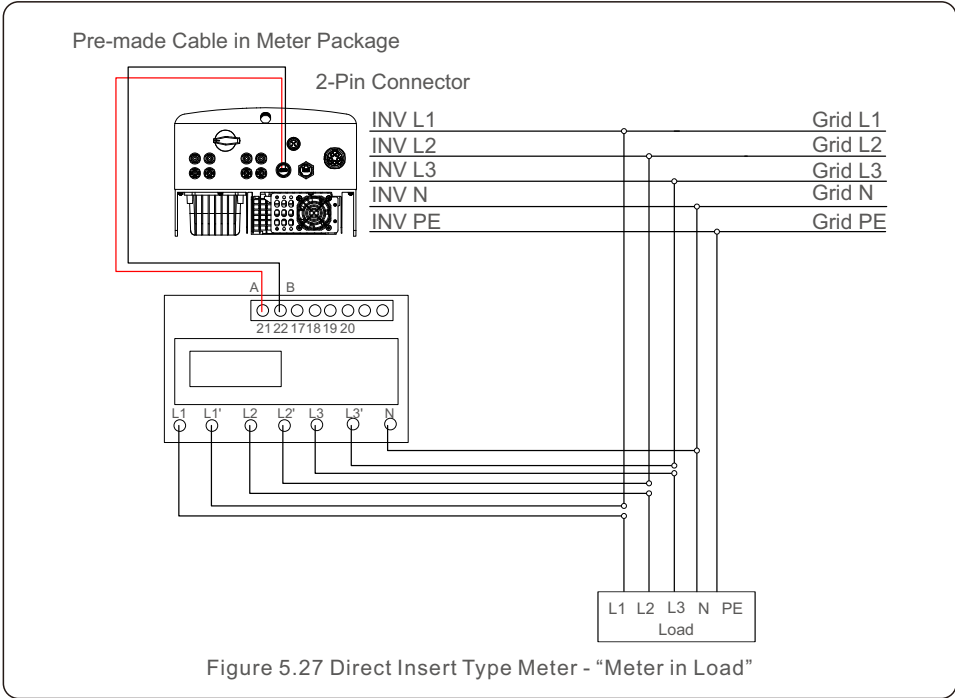 Pre-made Cable in Meter Package
2-Pin Connector
INV L1 Grid L1
INV L2 Grid L2
INV L3 Grid L3
INV N Grid N
INV PE Grid PE
A B
21 22 17 18 19 20
L1 L1' L2 L2' L3 L3' N
L1 L2 L3 N PE
Load
Figure 5.27 Direct Insert Type Meter - “Meter in Load”